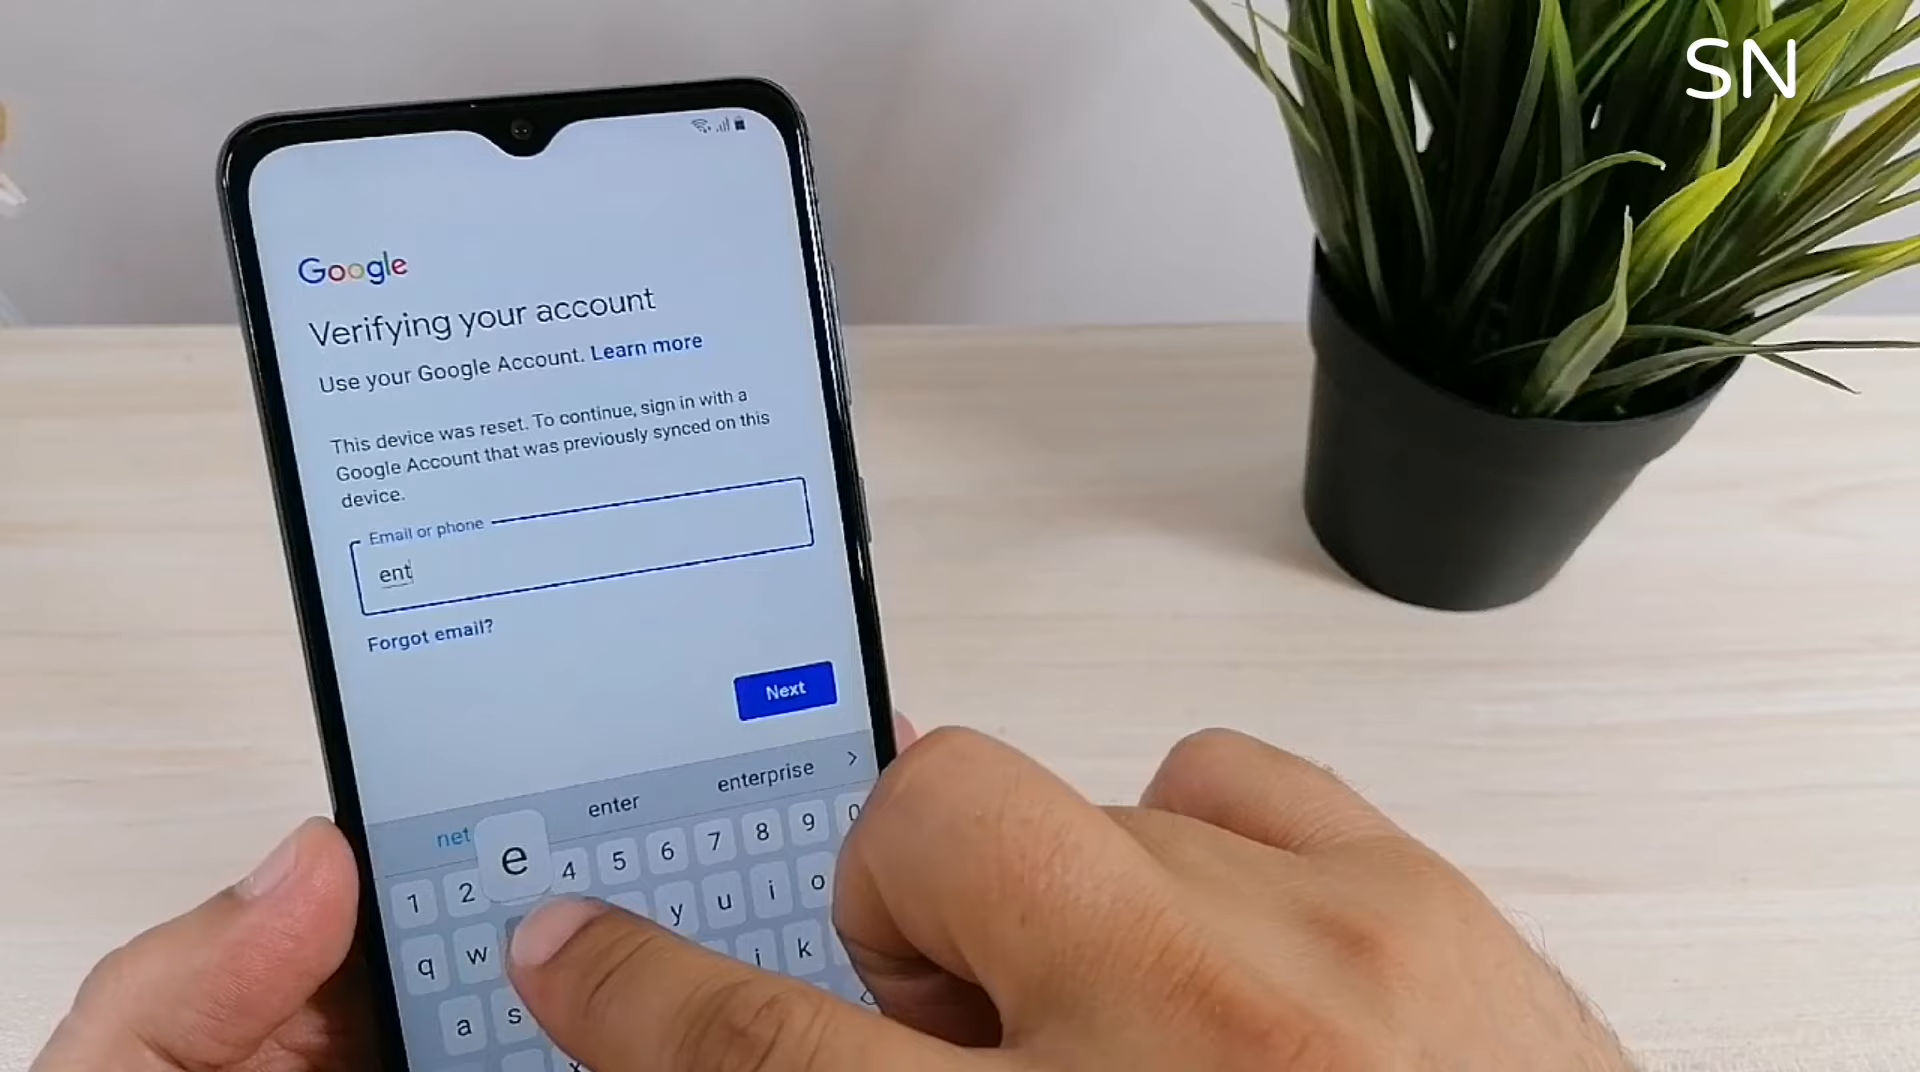 SN
Google
Verifying your account
Use your Google Account. Learn more
This device was reset. To continue, sign in with a
Google Account that was previously synced on this
device.
Email or phone
ent
Forgot email?
Next
net enter enterprise >
e
1 2 4 5 6 7 8 9 0
q w y u i o
a s j k
x